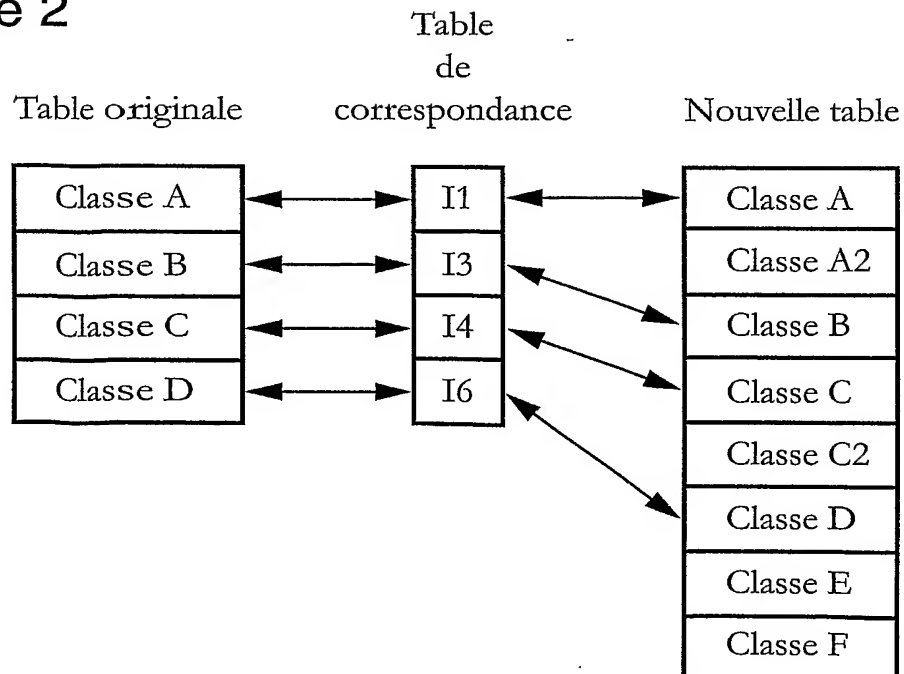 e 2
Table
de
correspondance
Table originale
Nouvelle table
Classe A
Classe B
Classe C
Classe D
I1
I3
I4
I6
Classe A
Classe A2
Classe B
Classe C
Classe C2
Classe D
Classe E
Classe F